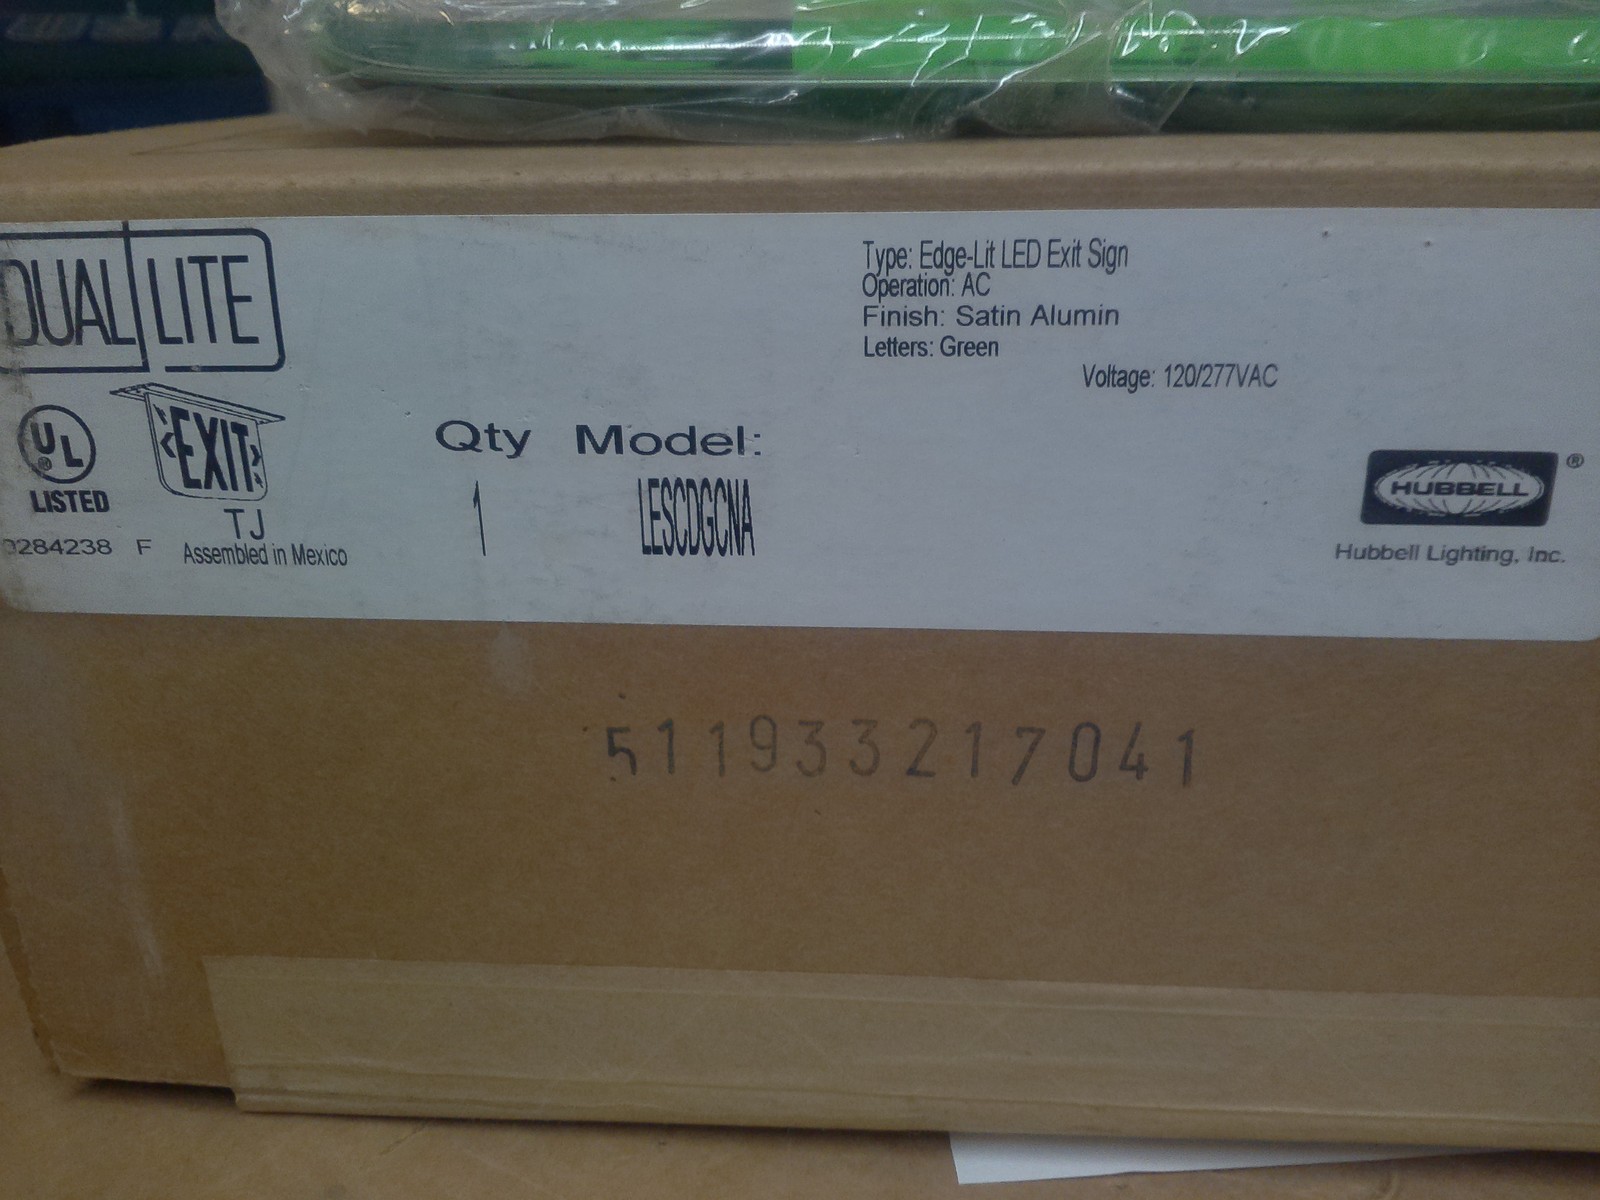 DUAL LITE
Type: Edge-Lit LED Exit Sign
Operation: AC
Finish: Satin Alumin
Letters: Green
Voltage: 120/277VAC
UL
®
LISTED
EXIT
Qty Model:
1 LESCDGCNA
HUBBELL ®
Hubbell Lighting, Inc.
TJ
0284238 F Assembled in Mexico
511933217041